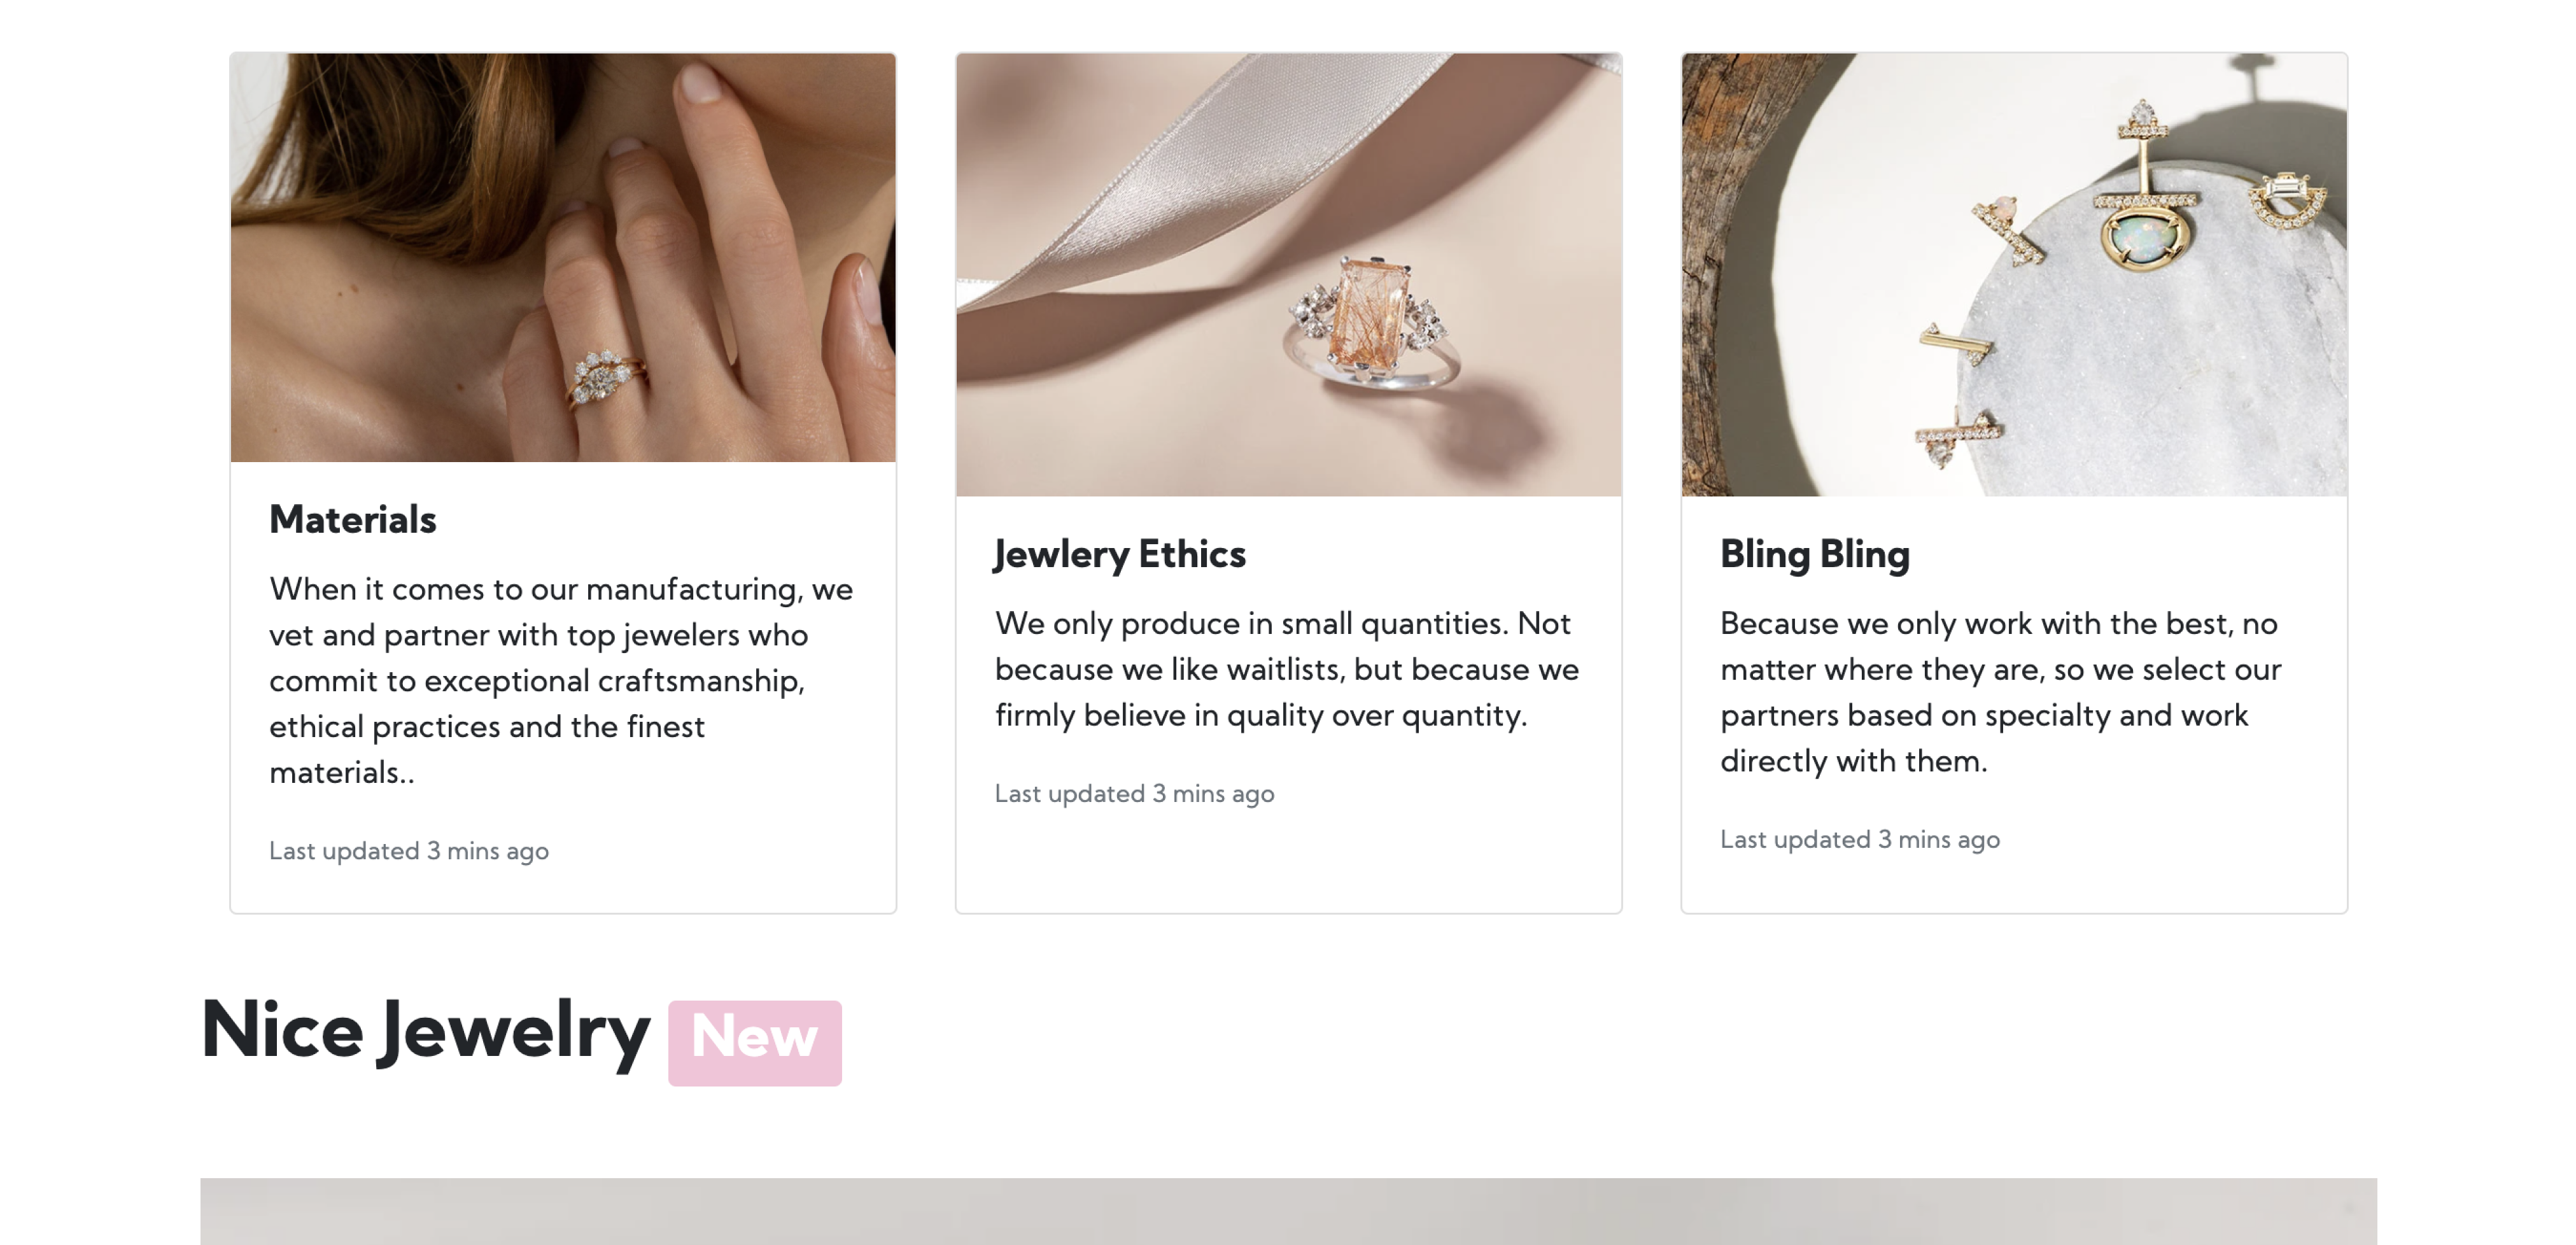 Materials
When it comes to our manufacturing, we
vet and partner with top jewelers who
commit to exceptional craftsmanship,
ethical practices and the finest
materials..
Last updated 3 mins ago
Jewlery Ethics
We only produce in small quantities. Not
because we like waitlists, but because we
firmly believe in quality over quantity.
Last updated 3 mins ago
Bling Bling
Because we only work with the best, no
matter where they are, so we select our
partners based on specialty and work
directly with them.
Last updated 3 mins ago
Nice Jewelry New